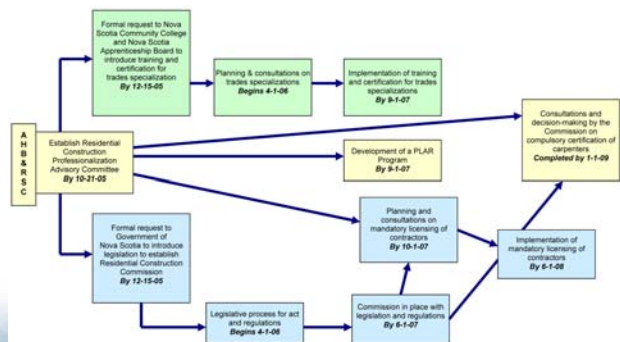 Formal request to Nova
Scotia Community College
and Nova Scotia
Apprenticeship Board to
introduce training and
certification for
trades specialization
By 12-15-05
Planning & consultations on
trades specializations
Begins 4-1-06
Implementation of training
and certification for trades
specializations
By 9-1-07
Consultations and
decision-making by the
Commission on
compulsory certification of
carpenters
Completed by 1-1-09
A
H
B
&
R
S
C
Establish Residential
Construction
Professionalization
Advisory Committee
By 10-31-05
Development of a PLAR
Program
By 9-1-07
Formal request to
Government of
Nova Scotia to introduce
legislation to establish
Residential Construction
Commission
By 12-15-05
Planning and
consultations on
mandatory licensing of
contractors
By 10-1-07
Implementation of
mandatory licensing of
contractors
By 6-1-08
Legislative process for act
and regulations
Begins 4-1-06
Commission in place with
legislation and regulations
By 6-1-07